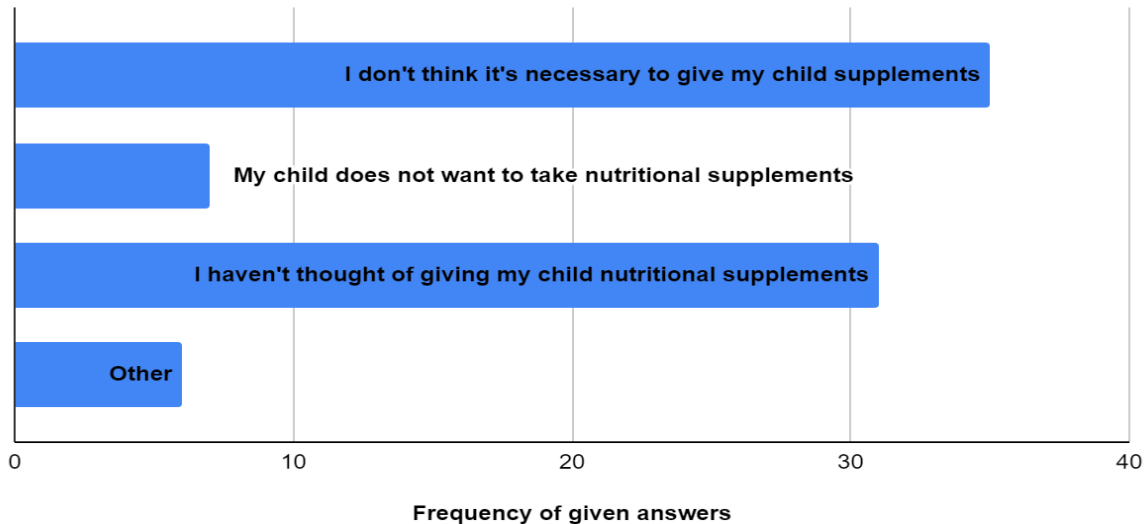 I don't think it's necessary to give my child supplements
My child does not want to take nutritional supplements
I haven't thought of giving my child nutritional supplements
Other
0 10 20 30 40
Frequency of given answers